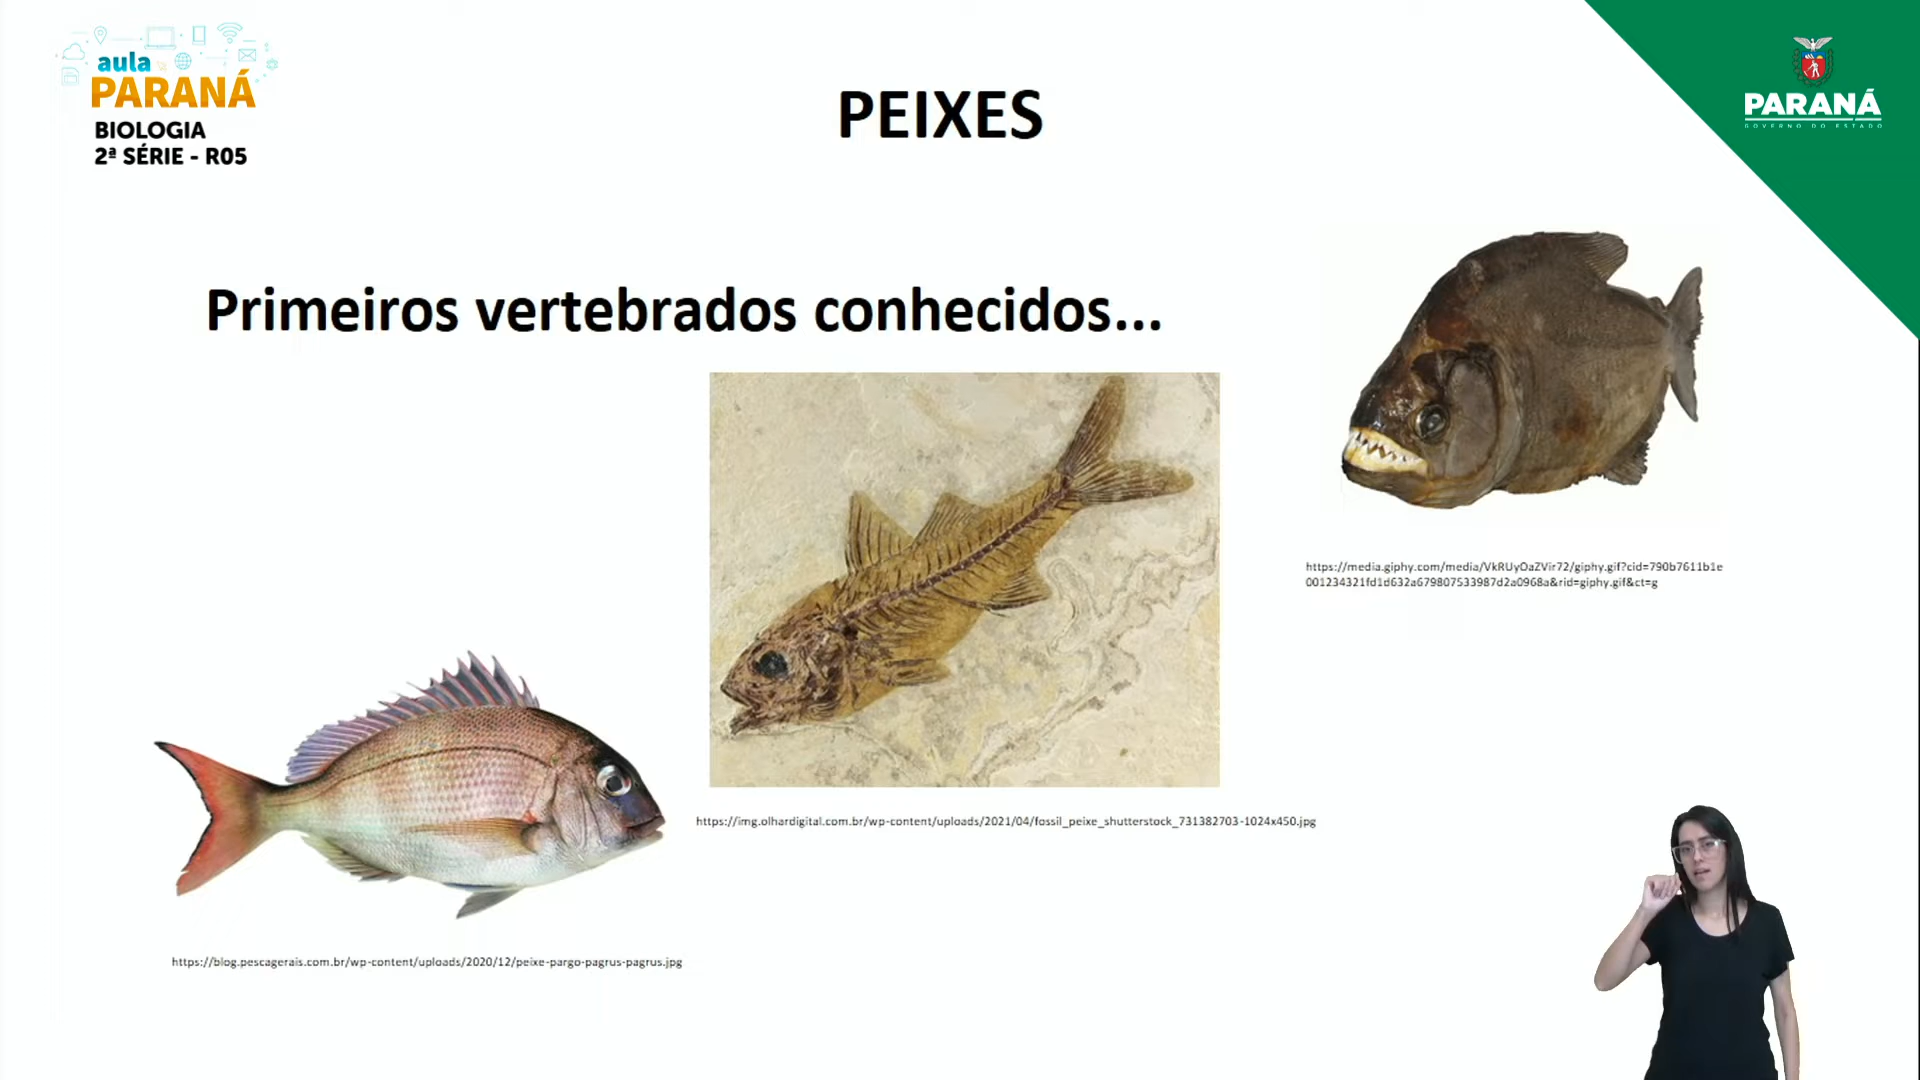 aula
PARANÁ
BIOLOGIA
2ª SÉRIE - R05
PEIXES
PARANÁ
GOVERNO DO ESTADO
Primeiros vertebrados conhecidos...
https://media.giphy.com/media/VkRUyOaZVir72/giphy.gif?cid=790b7611b1e
001234321fd1d632a679807533987d2a0968a&rid=giphy.gif&ct=g
https://img.olhardigital.com.br/wp-content/uploads/2021/04/fossil_peixe_shutterstock_731382703-1024x450.jpg
https://blog.pescagerais.com.br/wp-content/uploads/2020/12/peixe-pargo-pagrus-pagrus.jpg